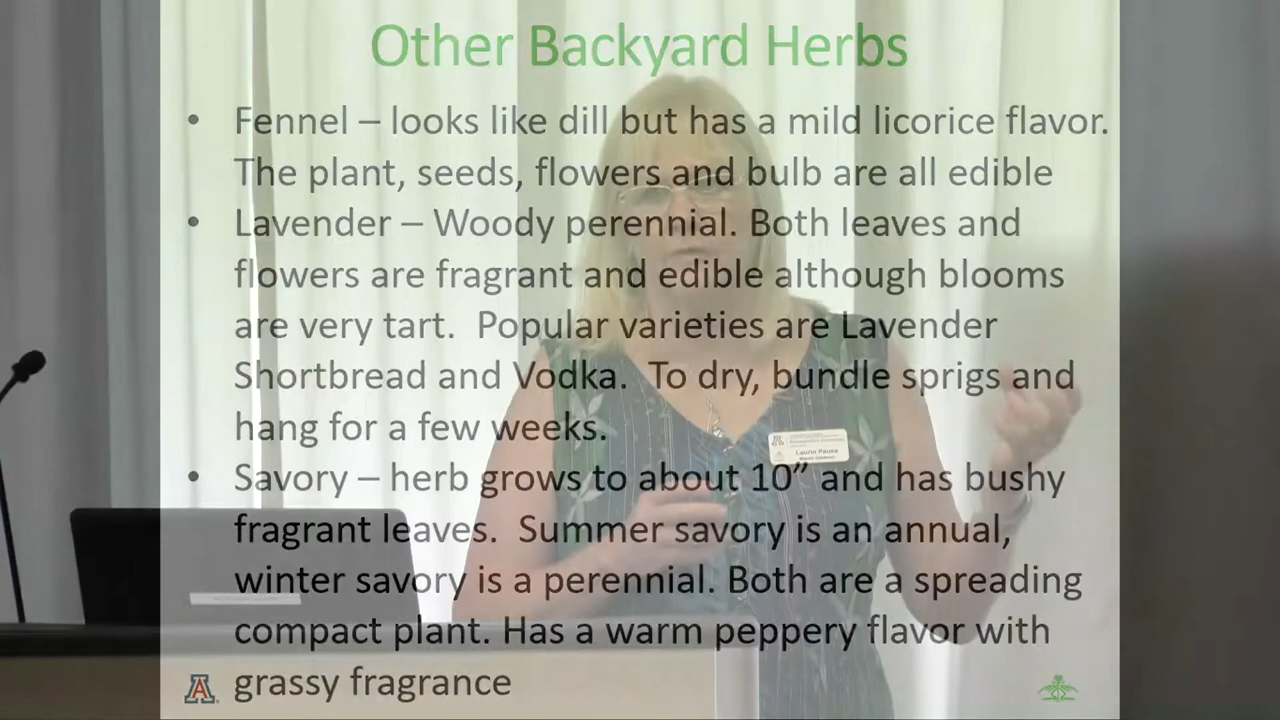 Other Backyard Herbs
• Fennel – looks like dill but has a mild licorice flavor.
The plant, seeds, flowers and bulb are all edible
• Lavender – Woody perennial. Both leaves and
flowers are fragrant and edible although blooms
are very tart.  Popular varieties are Lavender
Shortbread and Vodka.  To dry, bundle sprigs and
hang for a few weeks.
• Savory – herb grows to about 10” and has bushy
fragrant leaves.  Summer savory is an annual,
winter savory is a perennial. Both are a spreading
compact plant. Has a warm peppery flavor with
grassy fragrance
A
A